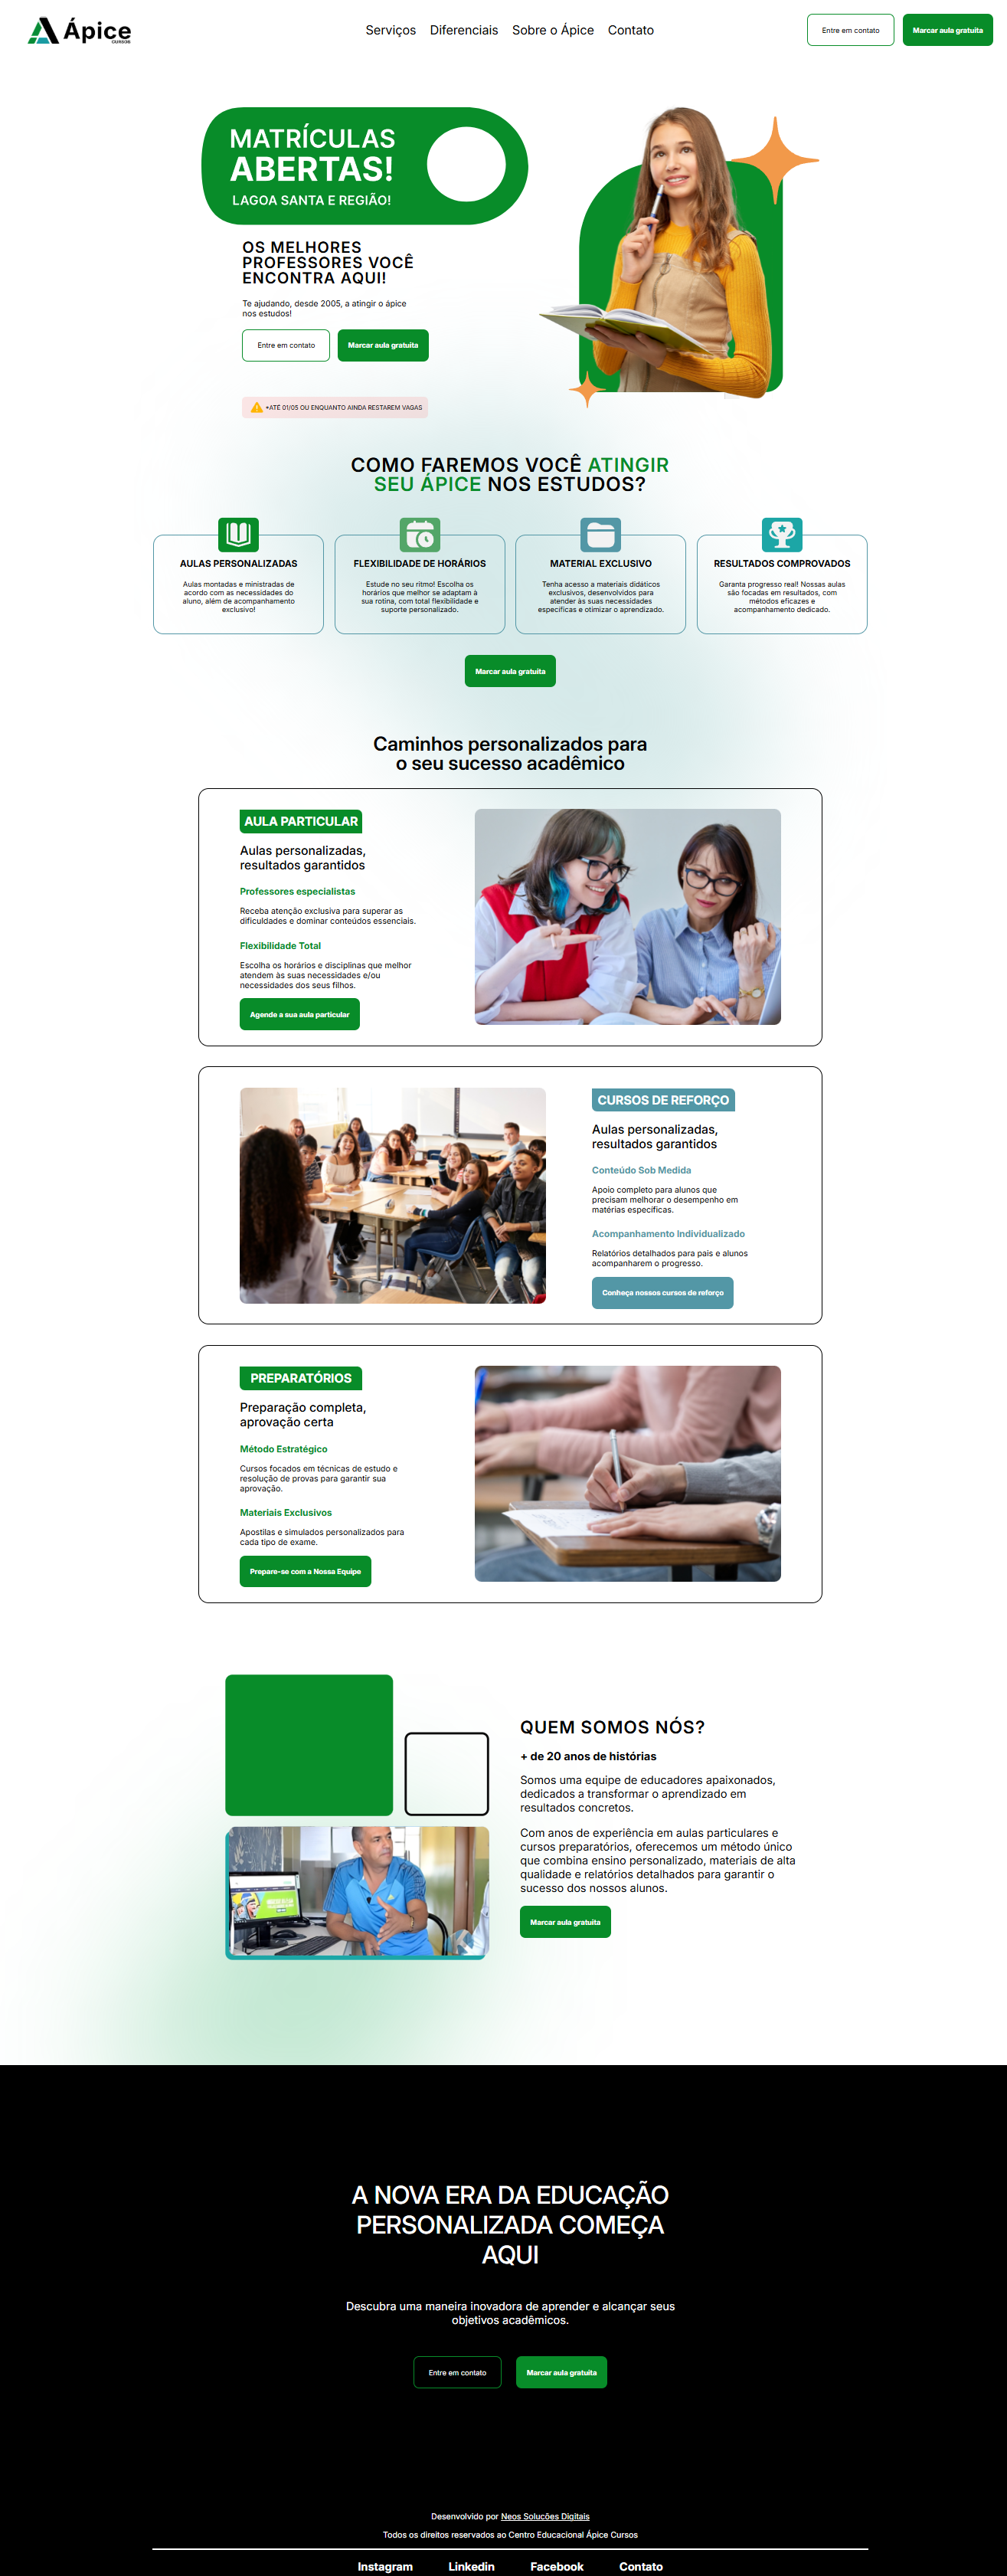 Ápice
CURSOS
Serviços
Diferenciais
Sobre o Ápice
Contato
Entre em contato
Marcar aula gratuita
MATRÍCULAS
ABERTAS!
LAGOA SANTA E REGIÃO!
OS MELHORES
PROFESSORES VOCÊ
ENCONTRA AQUI!
Te ajudando, desde 2005, a atingir o ápice
nos estudos!
Entre em contato
Marcar aula gratuita
*ATÉ 01/05 OU ENQUANTO AINDA RESTAREM VAGAS
COMO FAREMOS VOCÊ ATINGIR
SEU ÁPICE NOS ESTUDOS?
AULAS PERSONALIZADAS
Aulas montadas e ministradas de
acordo com as necesidades do
aluno, além de acompanhamento
exclusivo!
FLEXIBILIDADE DE HORÁRIOS
Estude no seu ritmo! Escolha os
horários que melhor se adaptam à
sua rotina, com total flexibilidade e
suporte personalizado.
MATERIAL EXCLUSIVO
Tenha acesso a materiais didáticos
exclusivos, desenvolvidos para
atender às suas necessidades
específicas e otimizar o aprendizado.
RESULTADOS COMPROVADOS
Garanta progresso real! Nossas aulas
são focadas em resultados, com
métodos eficazes e
acompanhamento dedicado.
Marcar aula gratuita
Caminhos personalizados para
o seu sucesso acadêmico
AULA PARTICULAR
Aulas personalizadas,
resultados garantidos
Professores especialistas
Receba atenção exclusiva para superar as
dificuldades e dominar conteúdos essenciais.
Flexibilidade Total
Escolha os horários e disciplinas que melhor
atendem às suas necessidades e/ou
necessidades dos seus filhos.
Agende a sua aula particular
CURSOS DE REFORÇO
Aulas personalizadas,
resultados garantidos
Conteúdo Sob Medida
Apoio completo para alunos que
precisam melhorar o desempenho em
matérias específicas.
Acompanhamento Individualizado
Relatórios detalhados para pais e alunos
acompanharem o progresso.
Conheça nossos cursos de reforço
PREPARATÓRIOS
Preparação completa,
aprovação certa
Método Estratégico
Cursos focados em técnicas de estudo e
resolução de provas para garantir sua
aprovação.
Materiais Exclusivos
Apostilas e simulados personalizados para
cada tipo de exame.
Prepare-se com a Nossa Equipe
QUEM SOMOS NÓS?
+ de 20 anos de histórias
Somos uma equipe de educadores apaixonados,
dedicados a transformar o aprendizado em
resultados concretos.
Com anos de experiência em aulas particulares e
cursos preparatórios, oferecemos um método único
que combina ensino personalizado, materiais de alta
qualidade e relatórios detalhados para garantir o
sucesso dos nossos alunos.
Marcar aula gratuita
A NOVA ERA DA EDUCAÇÃO
PERSONALIZADA COMEÇA
AQUI
Descubra uma maneira inovadora de aprender e alcançar seus
objetivos acadêmicos.
Entre em contato
Marcar aula gratuita
Desenvolvido por Neos Soluções Digitais
Todos os direitos reservados ao Centro Educacional Ápice Cursos
Instagram
Linkedin
Facebook
Contato